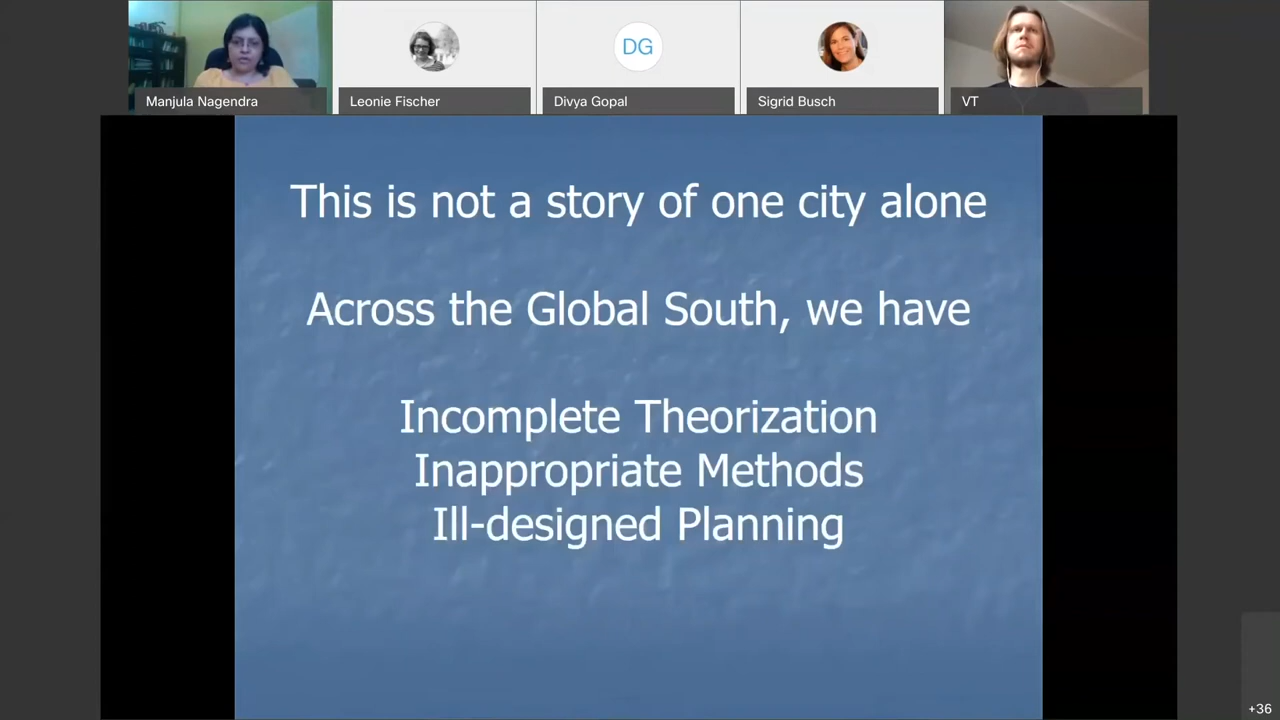 Manjula Nagendra
Leonie Fischer
DG
Divya Gopal
Sigrid Busch
VT
This is not a story of one city alone
Across the Global South, we have
Incomplete Theorization
Inappropriate Methods
Ill-designed Planning
+36